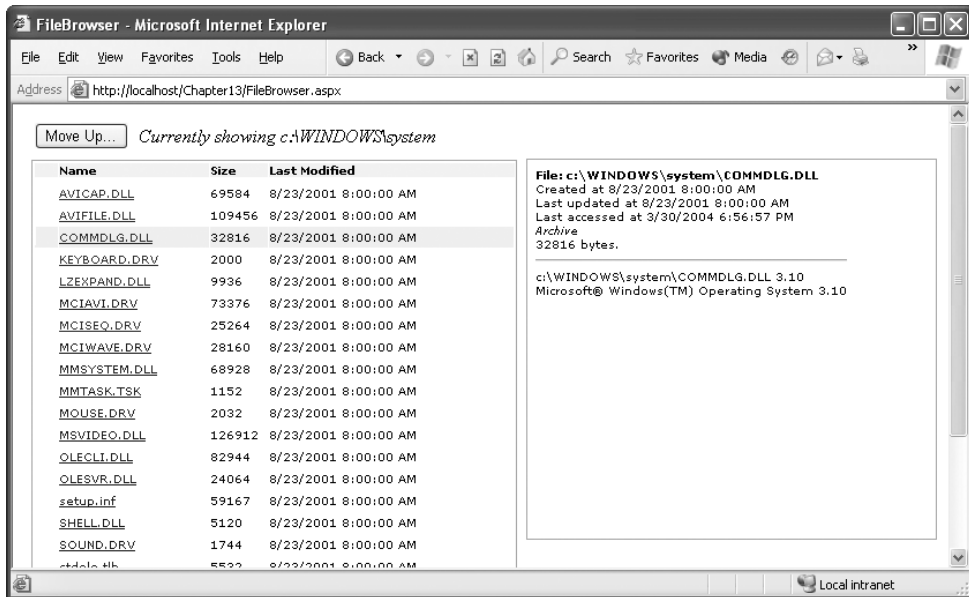 FileBrowser - Microsoft Internet Explorer
File Edit View Favorites Tools Help Back Search Favorites Media »
Address http://localhost/Chapter13/FileBrowser.aspx
Move Up... Currently showing c:\WINDOWS\system
Name Size Last Modified
AVICAP.DLL 69584 8/23/2001 8:00:00 AM
AVIFILE.DLL 109456 8/23/2001 8:00:00 AM
COMMDLG.DLL 32816 8/23/2001 8:00:00 AM
KEYBOARD.DRV 2000 8/23/2001 8:00:00 AM
LZEXPAND.DLL 9936 8/23/2001 8:00:00 AM
MCIAVI.DRV 73376 8/23/2001 8:00:00 AM
MCISEQ.DRV 25264 8/23/2001 8:00:00 AM
MCIWAVE.DRV 28160 8/23/2001 8:00:00 AM
MMSYSTEM.DLL 68928 8/23/2001 8:00:00 AM
MMTASK.TSK 1152 8/23/2001 8:00:00 AM
MOUSE.DRV 2032 8/23/2001 8:00:00 AM
MSVIDEO.DLL 126912 8/23/2001 8:00:00 AM
OLECLI.DLL 82944 8/23/2001 8:00:00 AM
OLESVR.DLL 24064 8/23/2001 8:00:00 AM
setup.inf 59167 8/23/2001 8:00:00 AM
SHELL.DLL 5120 8/23/2001 8:00:00 AM
SOUND.DRV 1744 8/23/2001 8:00:00 AM
stdole.tlb 5532 8/23/2001 8:00:00 AM
File: c:\WINDOWS\system\COMMDLG.DLL
Created at 8/23/2001 8:00:00 AM
Last updated at 8/23/2001 8:00:00 AM
Last accessed at 3/30/2004 6:56:57 PM
Archive
32816 bytes.
c:\WINDOWS\system\COMMDLG.DLL 3.10
Microsoft® Windows(TM) Operating System 3.10
Local intranet